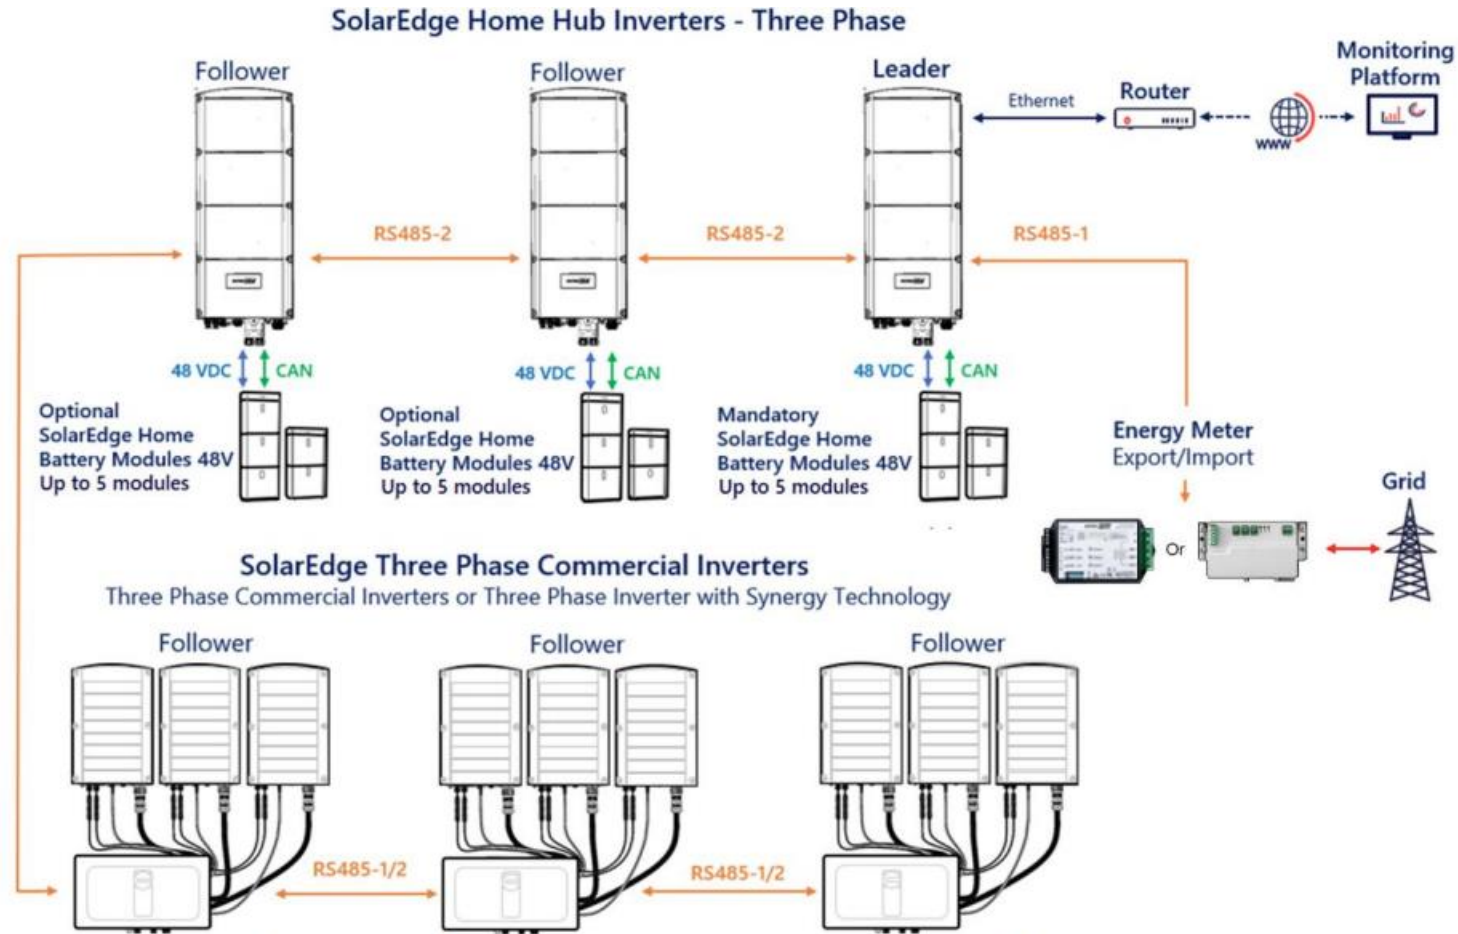 SolarEdge Home Hub Inverters - Three Phase
Follower
Follower
Leader
Ethernet
Router
WWW
Monitoring
Platform
RS485-2
RS485-2
RS485-1
48 VDC
CAN
48 VDC
CAN
48 VDC
CAN
Optional
SolarEdge Home
Battery Modules 48V
Up to 5 modules
Optional
SolarEdge Home
Battery Modules 48V
Up to 5 modules
Mandatory
SolarEdge Home
Battery Modules 48V
Up to 5 modules
Energy Meter
Export/Import
Or
Grid
SolarEdge Three Phase Commercial Inverters
Three Phase Commercial Inverters or Three Phase Inverter with Synergy Technology
Follower
Follower
Follower
RS485-1/2
RS485-1/2